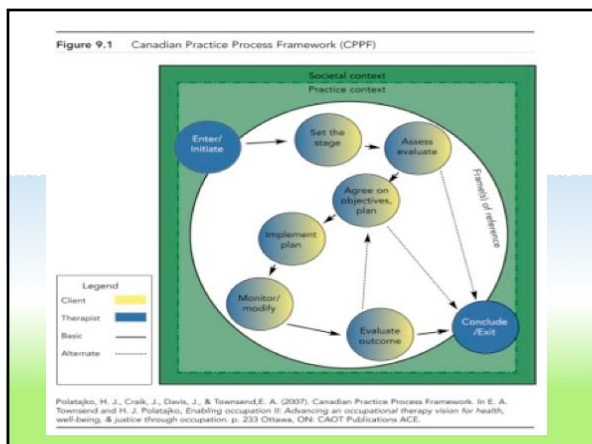 Figure 9.1 Canadian Practice Process Framework (CPPF)
Societal context
Practice context
Enter/
Initiate
Set the
stage
Assess
evaluate
Agree on
objectives,
plan
Frame(s) of reference
Implement
plan
Monitor/
modify
Evaluate
outcome
Conclude
/Exit
Legend
Client
Therapist
Basic
Alternate
Polatajko, H. J., Craik, J., Davis, J., & Townsend,E. A. (2007). Canadian Practice Process Framework. In E. A.
Townsend and H. J. Polatajko, Enabling occupation II: Advancing an occupational therapy vision for health,
well-being, & justice through occupation. p. 233 Ottawa, ON: CAOT Publications ACE.